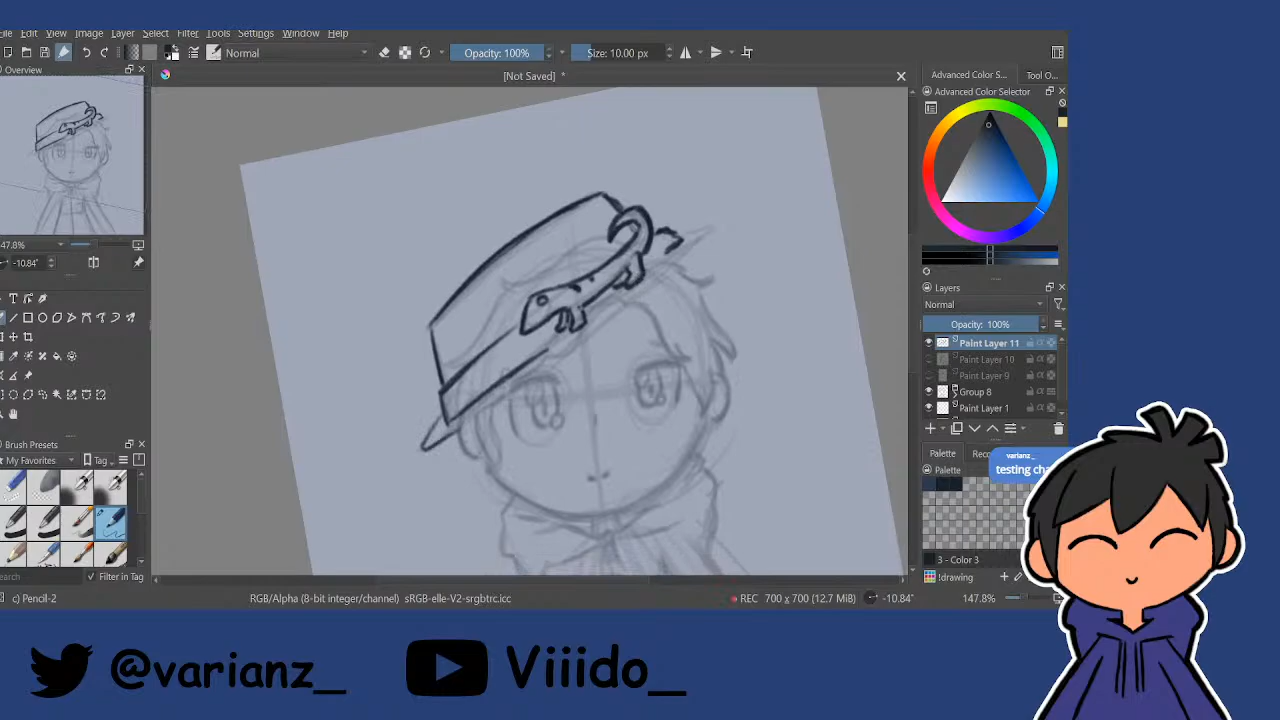 File Edit View Image Layer Select Filter Tools Settings Window Help
Normal
Opacity: 100%
Size: 10.00 px
Overview
[Not Saved] *
Advanced Color S...
Tool O...
Advanced Color Selector
47.8%
-10.84°
Layers
Normal
Opacity: 100%
Paint Layer 11
Paint Layer 10
Paint Layer 9
Group 8
Paint Layer 1
Brush Presets
My Favorites
Tag
Palette
Palette
varianz_
testing cha
3 - Color 3
!drawing
earch
Filter in Tag
c) Pencil-2
RGB/Alpha (8-bit integer/channel) sRGB-elle-V2-srgbtrc.icc
REC
700 x 700 (12.7 MiB)
-10.84°
147.8%
@varianz_
Viiido_